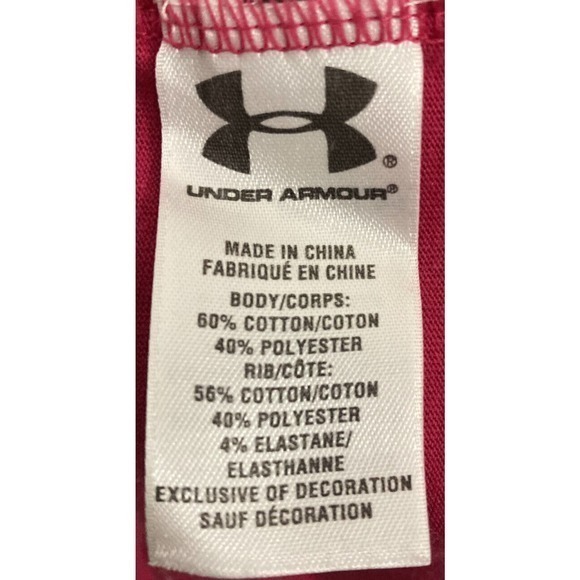 ®
UNDER ARMOUR®
MADE IN CHINA
FABRIQUÉ EN CHINE
BODY/CORPS:
60% COTTON/COTON
40% POLYESTER
RIB/CÔTE:
56% COTTON/COTON
40% POLYESTER
4% ELASTANE/
ELASTHANNE
EXCLUSIVE OF DECORATION
SAUF DÉCORATION